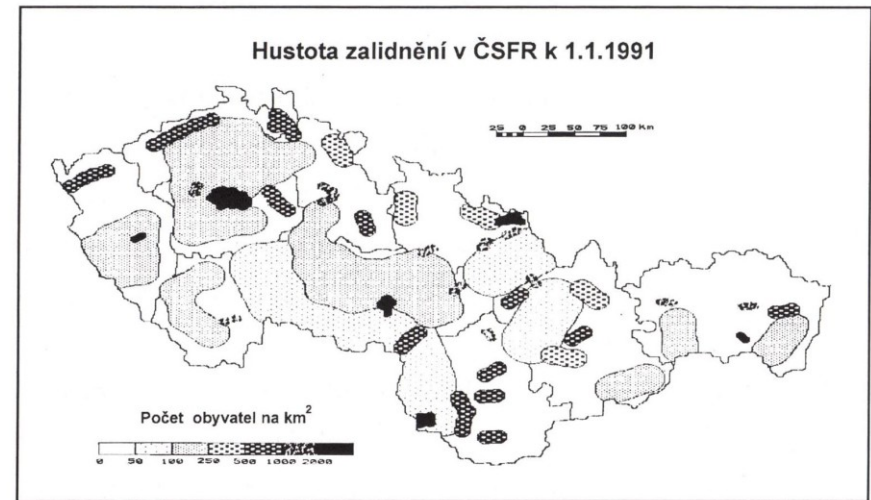 Hustota zalidnění v ČSFR k 1.1.1991
25 0 25 50 75 100 Km
Počet obyvatel na km²
0 50 100 250 500 1000 2000